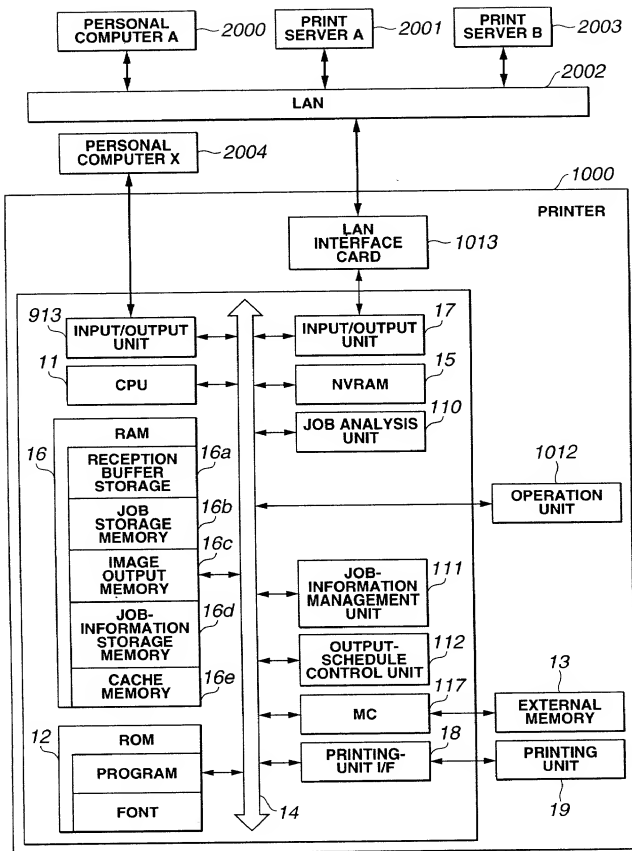 PERSONAL
COMPUTER A
2000
PRINT
SERVER A
2001
PRINT
SERVER B
2003
2002
LAN
PERSONAL
COMPUTER X
2004
1000
PRINTER
LAN
INTERFACE
CARD
1013
913
INPUT/OUTPUT
UNIT
INPUT/OUTPUT
UNIT
17
11
CPU
NVRAM
15
JOB ANALYSIS
UNIT
110
16
RAM
RECEPTION
BUFFER
STORAGE
16a
JOB
STORAGE
MEMORY
16b
IMAGE
OUTPUT
MEMORY
16c
JOB-
INFORMATION
STORAGE
MEMORY
16d
CACHE
MEMORY
16e
1012
OPERATION
UNIT
JOB-
INFORMATION
MANAGEMENT
UNIT
111
OUTPUT-
SCHEDULE
CONTROL UNIT
112
MC
117
13
EXTERNAL
MEMORY
12
ROM
PROGRAM
FONT
PRINTING-
UNIT I/F
18
PRINTING
UNIT
19
14